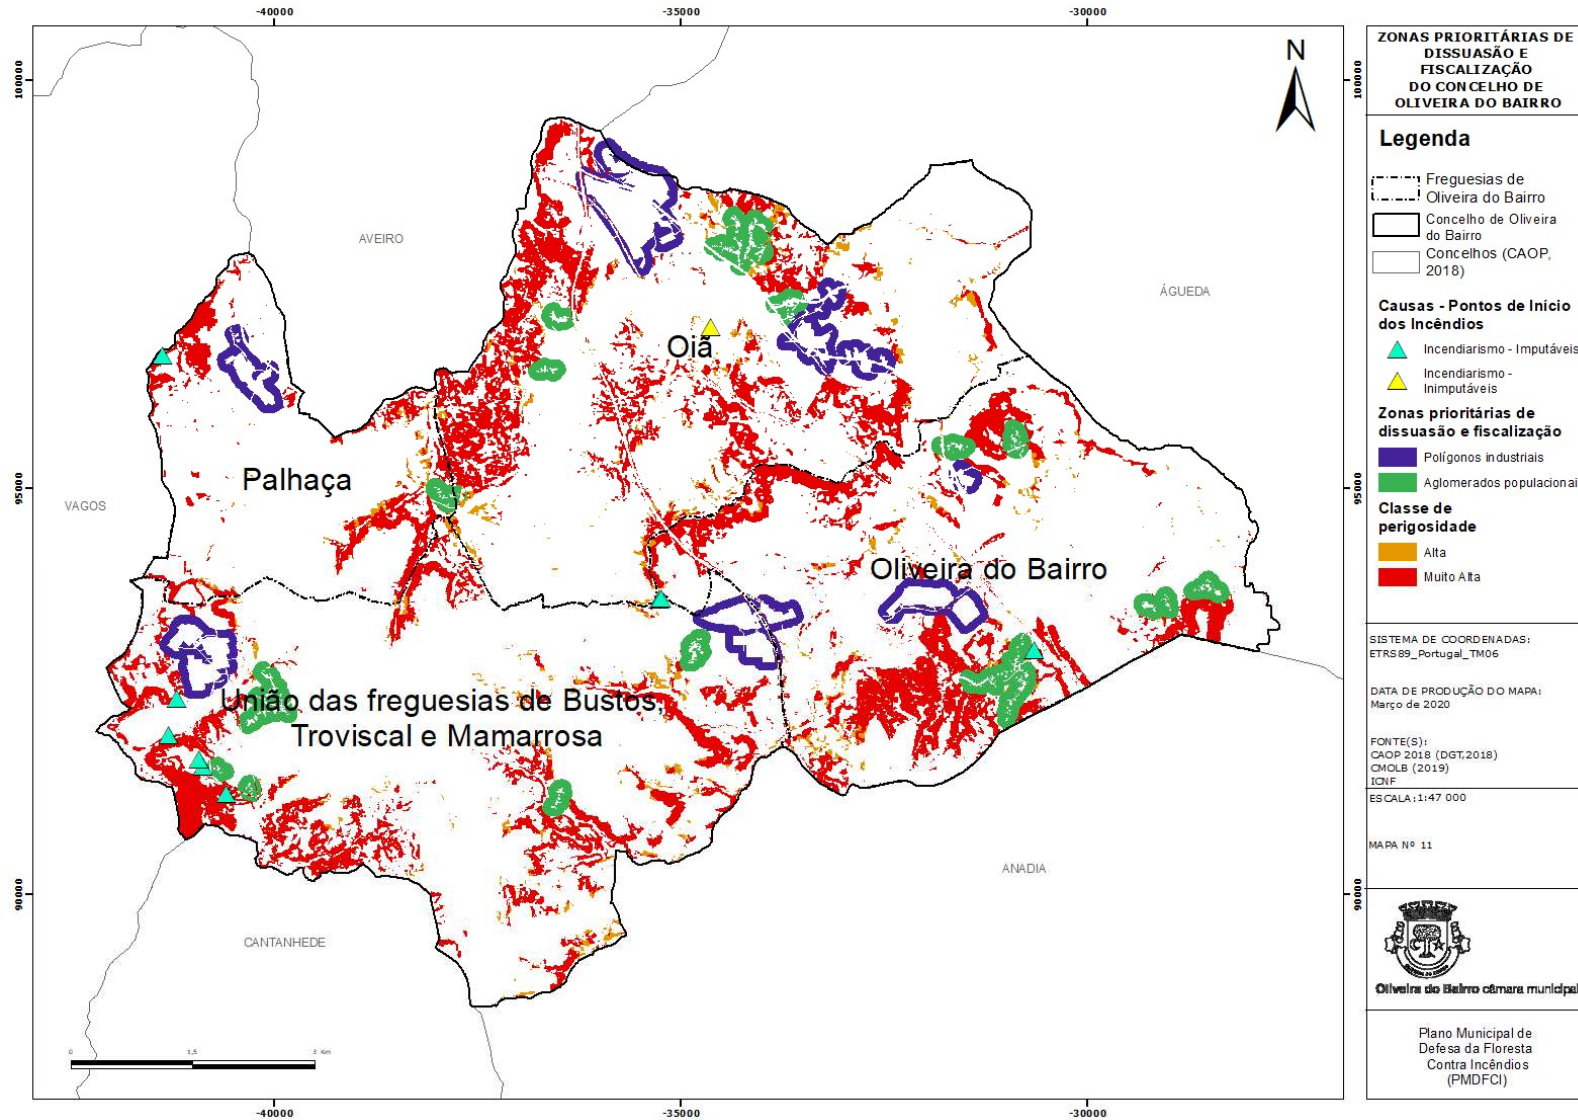 -40000
-35000
-30000
100000
100000
95000
95000
90000
90000
-40000
-35000
-30000
N
AVEIRO
ÁGUEDA
VAGOS
CANTANHEDE
ANADIA
Oiã
Palhaça
Oliveira do Bairro
União das freguesias de Bustos,
Troviscal e Mamarrosa
0 1,5 3 Km
ZONAS PRIORITÁRIAS DE
DISSUASÃO E
FISCALIZAÇÃO
DO CONCELHO DE
OLIVEIRA DO BAIRRO
Legenda
Freguesias de
Oliveira do Bairro
Concelho de Oliveira
do Bairro
Concelhos (CAOP,
2018)
Causas - Pontos de Início
dos Incêndios
Incendiarismo - Imputáveis
Incendiarismo -
Inimputáveis
Zonas prioritárias de
dissuasão e fiscalização
Polígonos industriais
Aglomerados populacionai
Classe de
perigosidade
Alta
Muito Alta
SISTEMA DE COORDENADAS:
ETRS89_Portugal_TM06
DATA DE PRODUÇÃO DO MAPA:
Março de 2020
FONTE(S):
CAOP 2018 (DGT,2018)
CMOLB (2019)
ICNF
ESCALA:1:47 000
MAPA Nº 11
Oliveira do Bairro câmara municipal
Plano Municipal de
Defesa da Floresta
Contra Incêndios
(PMDFCI)